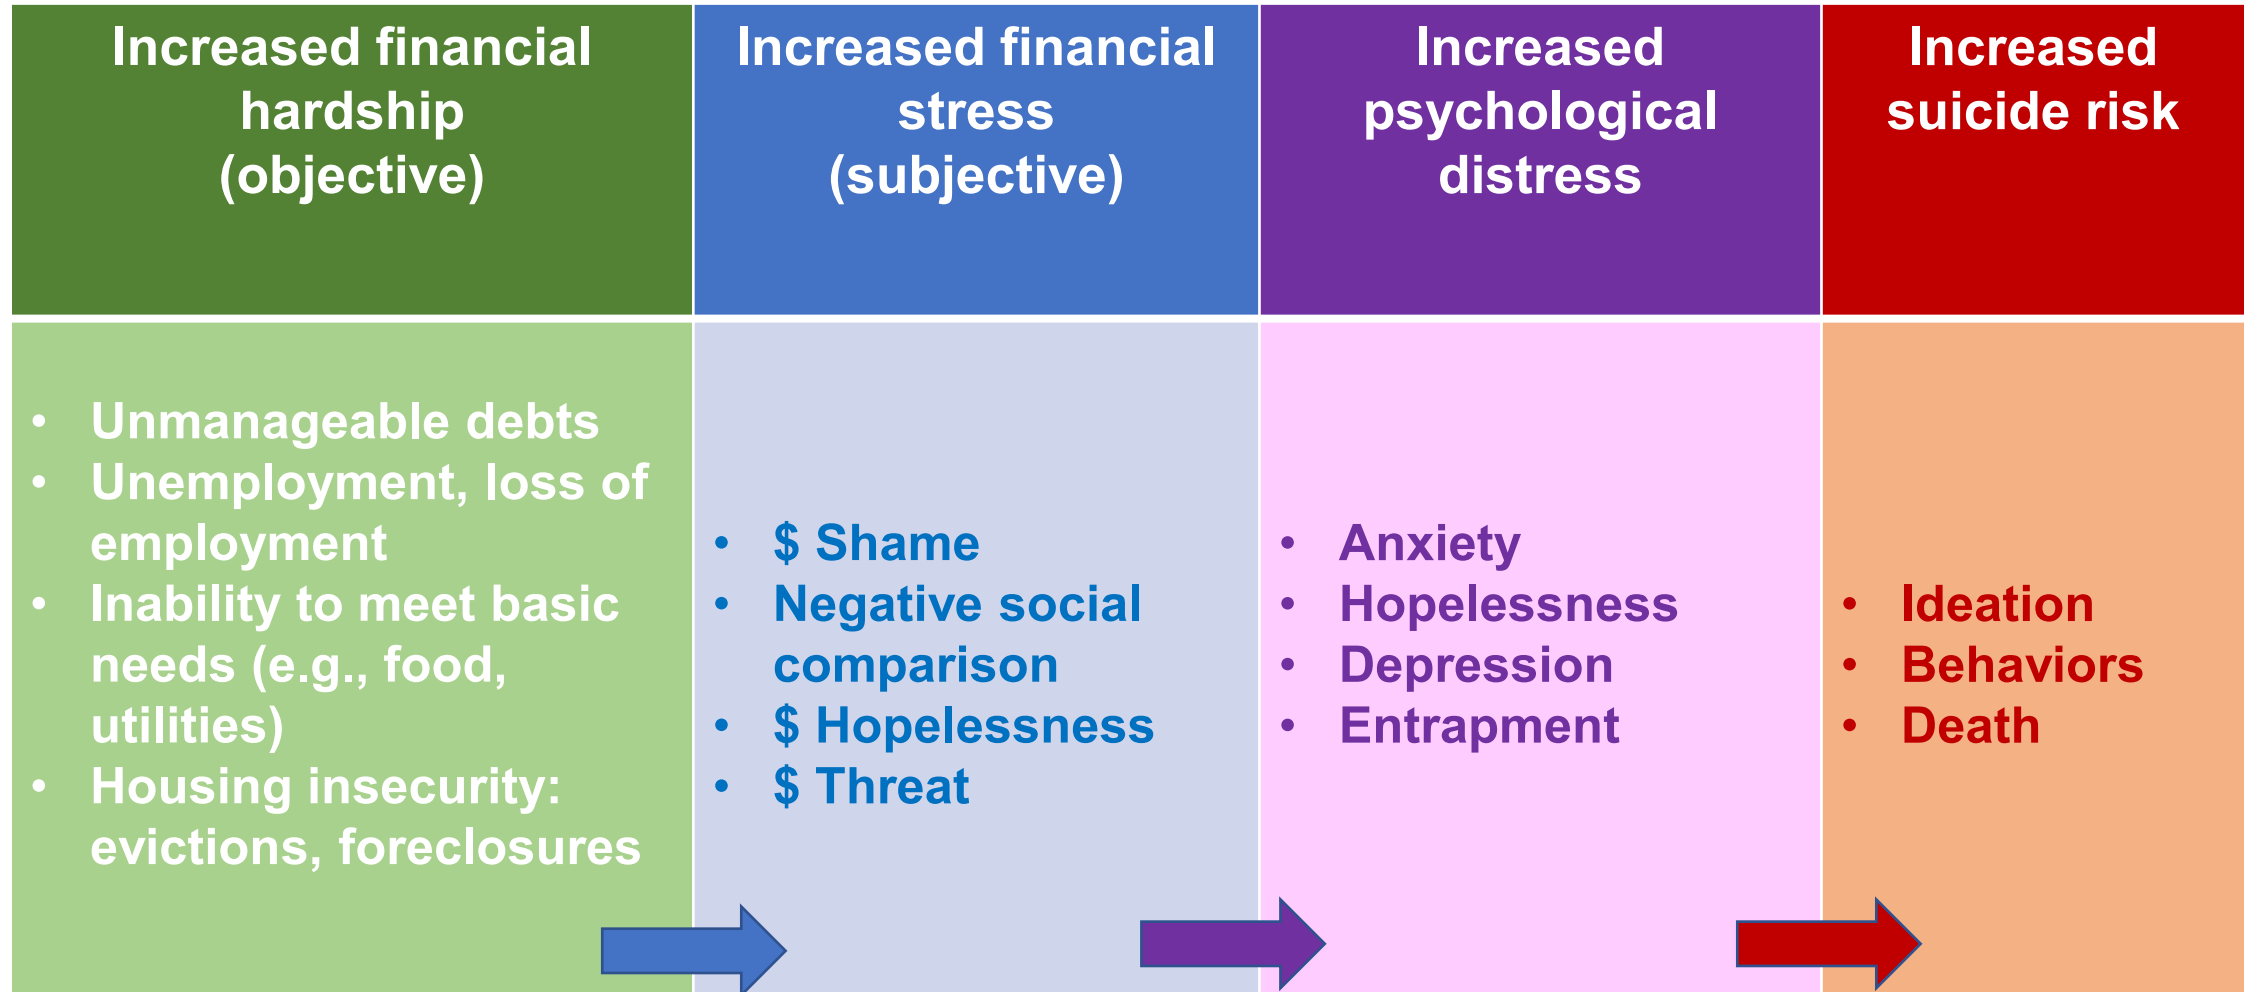 Increased financial
hardship
(objective)
Increased financial
stress
(subjective)
Increased
psychological
distress
Increased
suicide risk
• Unmanageable debts
• Unemployment, loss of
employment
• Inability to meet basic
needs (e.g., food,
utilities)
• Housing insecurity:
evictions, foreclosures
• $ Shame
• Negative social
comparison
• $ Hopelessness
• $ Threat
• Anxiety
• Hopelessness
• Depression
• Entrapment
• Ideation
• Behaviors
• Death